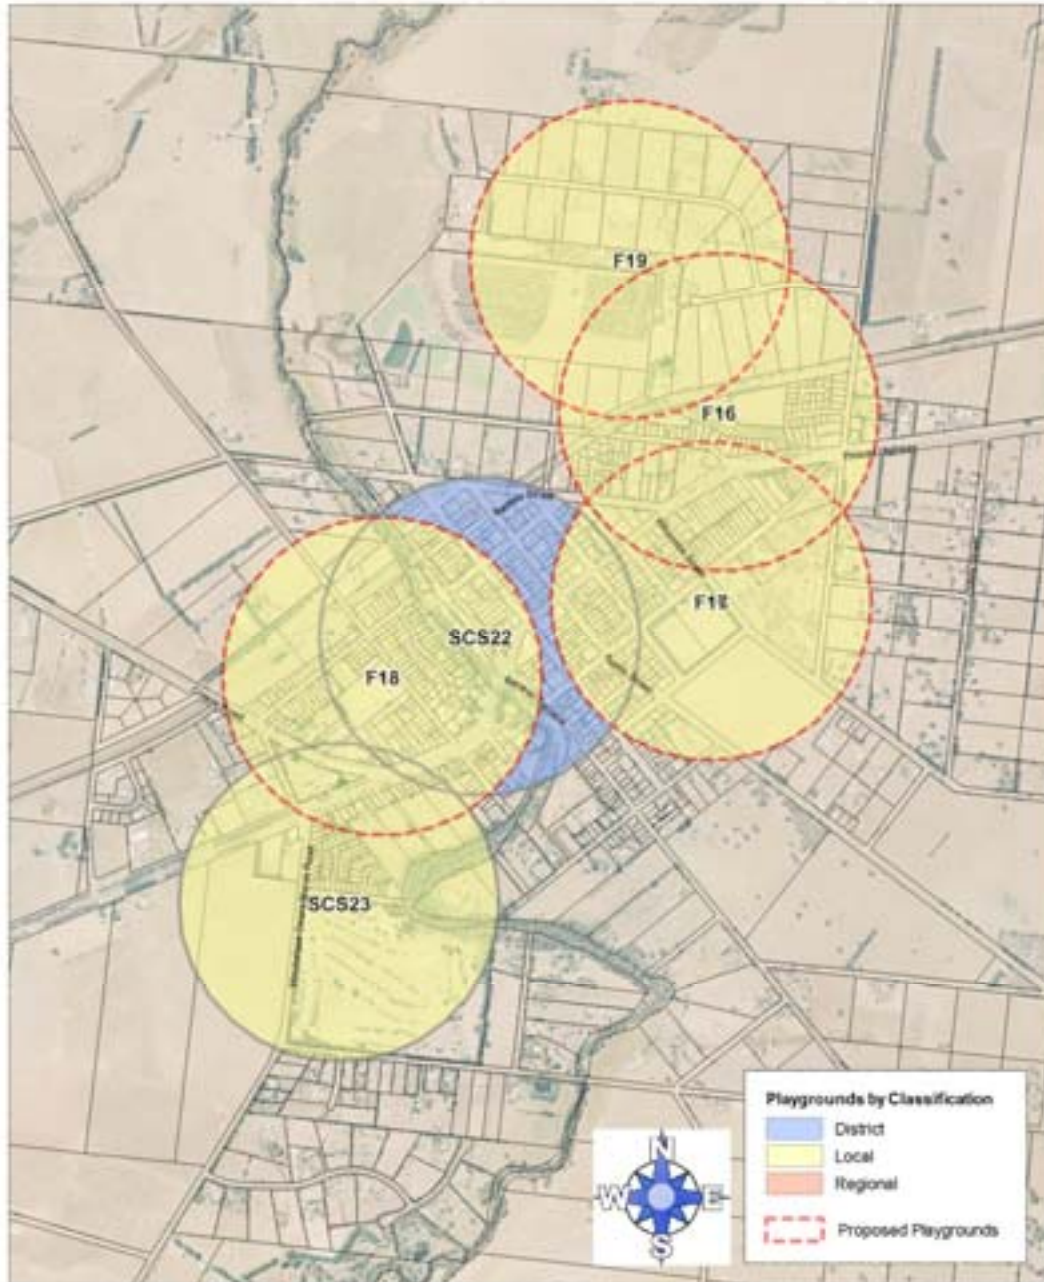 F19
F16
F18
SCS22
F18
SCS23
Playgrounds by Classification
District
Local
Regional
Proposed Playgrounds
N
W
E
S